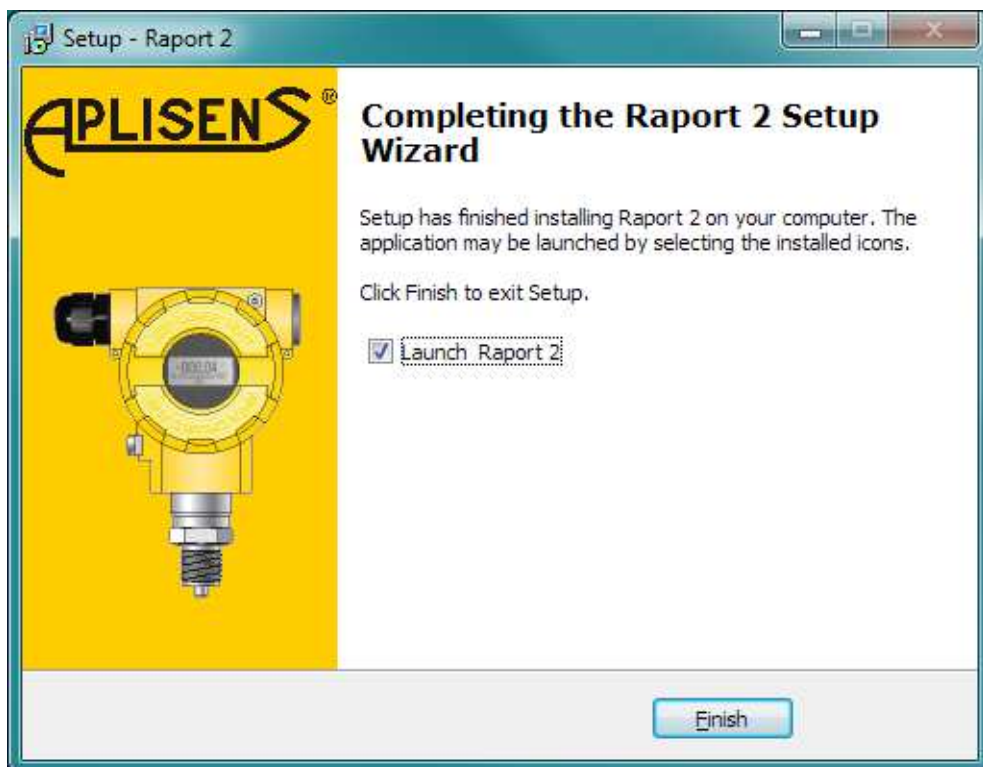 Setup - Raport 2
APLISENS ®
Completing the Raport 2 Setup
Wizard
Setup has finished installing Raport 2 on your computer. The
application may be launched by selecting the installed icons.
Click Finish to exit Setup.
Launch Raport 2
Finish